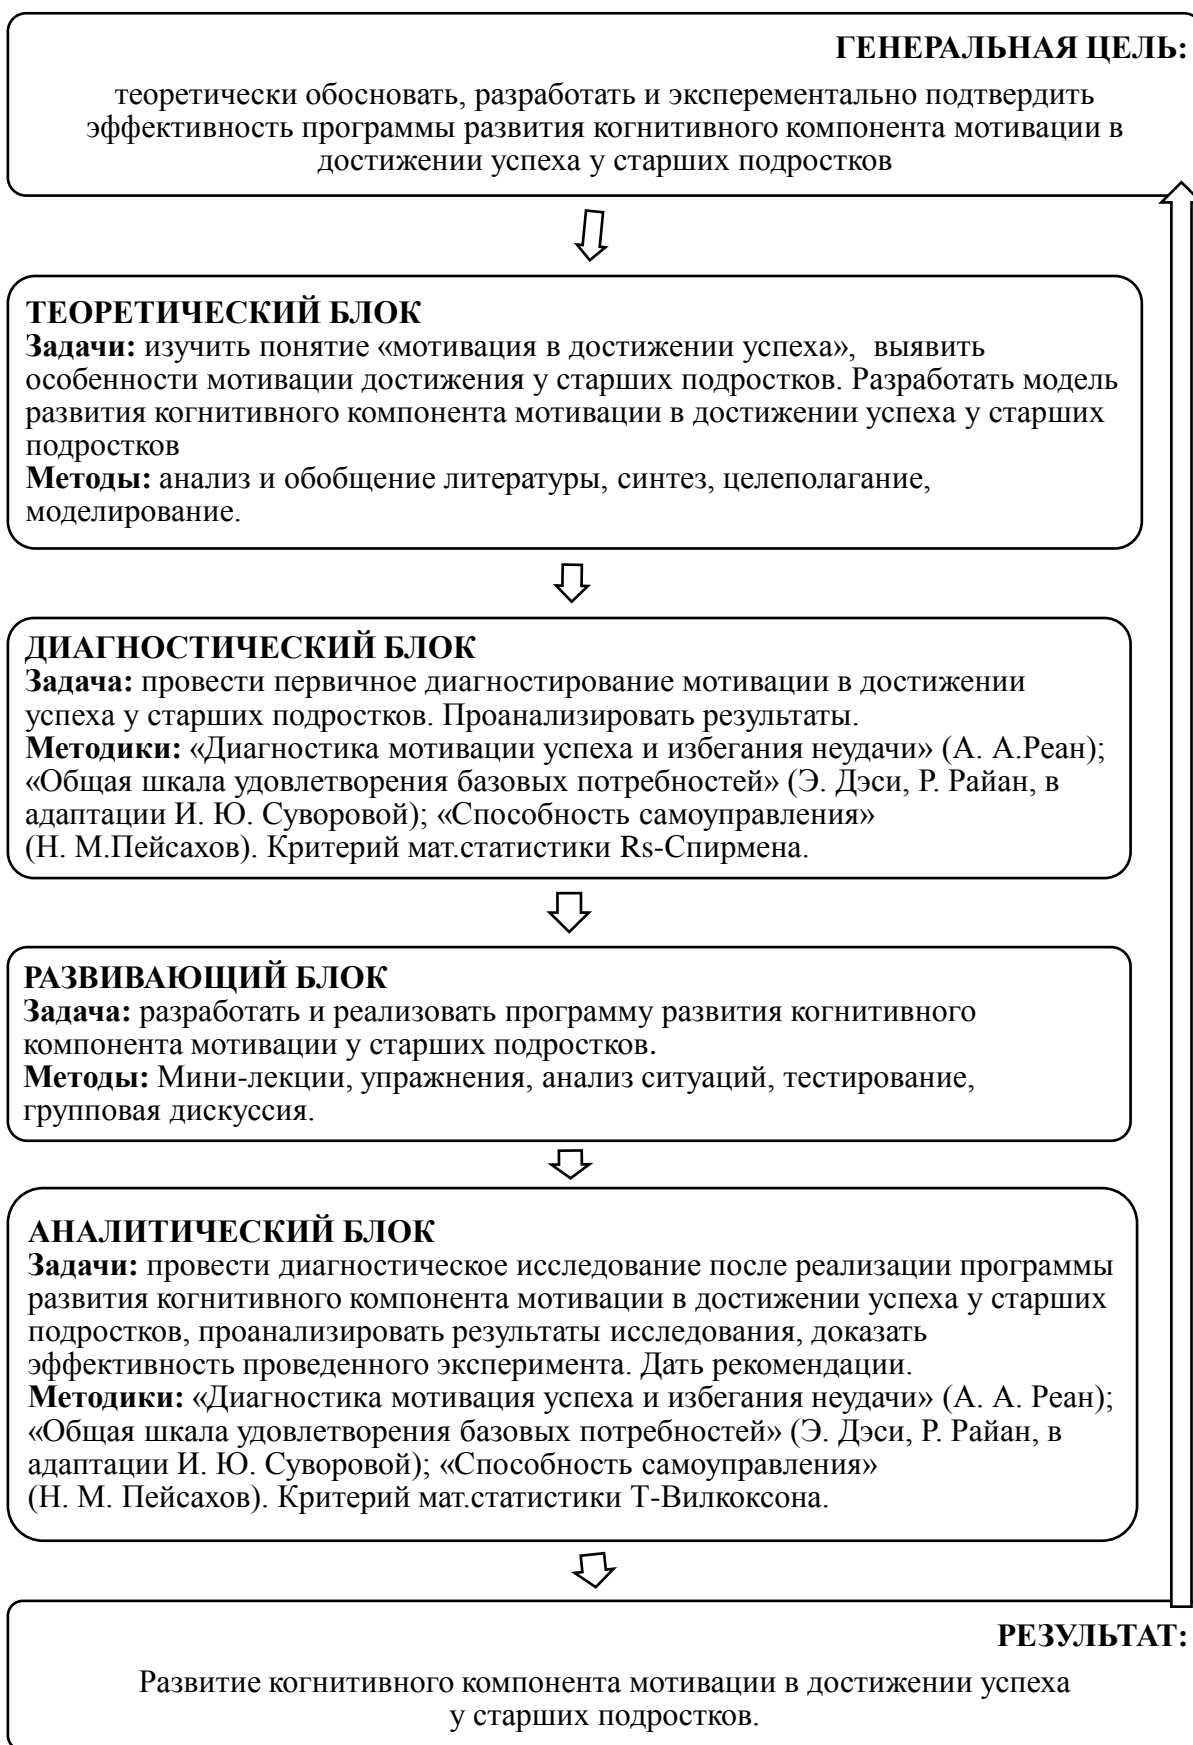 ГЕНЕРАЛЬНАЯ ЦЕЛЬ:
теоретически обосновать, разработать и эксперементально подтвердить
эффективность программы развития когнитивного компонента мотивации в
достижении успеха у старших подростков
ТЕОРЕТИЧЕСКИЙ БЛОК
Задачи: изучить понятие «мотивация в достижении успеха», выявить
особенности мотивации достижения у старших подростков. Разработать модель
развития когнитивного компонента мотивации в достижении успеха у старших
подростков
Методы: анализ и обобщение литературы, синтез, целеполагание,
моделирование.
ДИАГНОСТИЧЕСКИЙ БЛОК
Задача: провести первичное диагностирование мотивации в достижении
успеха у старших подростков. Проанализировать результаты.
Методики: «Диагностика мотивации успеха и избегания неудачи» (А. А.Реан);
«Общая шкала удовлетворения базовых потребностей» (Э. Дэси, Р. Райан, в
адаптации И. Ю. Суворовой); «Способность самоуправления»
(Н. М.Пейсахов). Критерий мат.статистики Rs-Спирмена.
РАЗВИВАЮЩИЙ БЛОК
Задача: разработать и реализовать программу развития когнитивного
компонента мотивации у старших подростков.
Методы: Мини-лекции, упражнения, анализ ситуаций, тестирование,
групповая дискуссия.
АНАЛИТИЧЕСКИЙ БЛОК
Задачи: провести диагностическое исследование после реализации программы
развития когнитивного компонента мотивации в достижении успеха у старших
подростков, проанализировать результаты исследования, доказать
эффективность проведенного эксперимента. Дать рекомендации.
Методики: «Диагностика мотивация успеха и избегания неудачи» (А. А. Реан);
«Общая шкала удовлетворения базовых потребностей» (Э. Дэси, Р. Райан, в
адаптации И. Ю. Суворовой); «Способность самоуправления»
(Н. М. Пейсахов). Критерий мат.статистики Т-Вилкоксона.
РЕЗУЛЬТАТ:
Развитие когнитивного компонента мотивации в достижении успеха
у старших подростков.